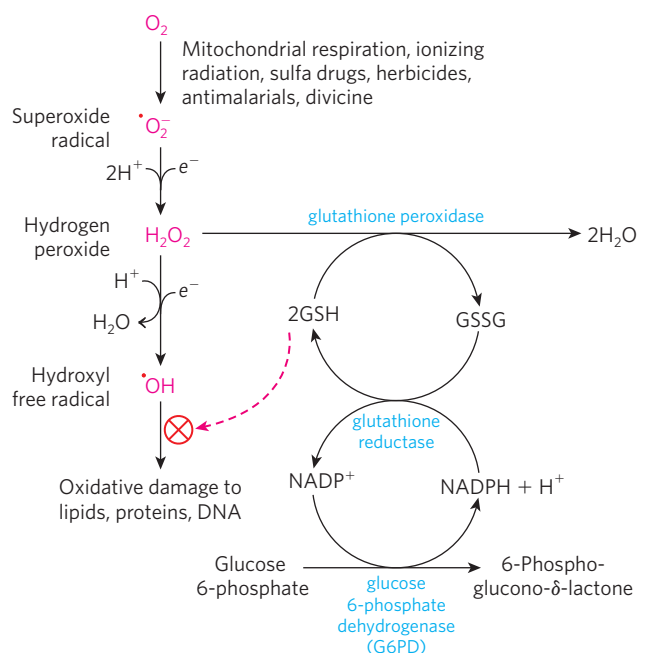 O₂
Mitochondrial respiration, ionizing
radiation, sulfa drugs, herbicides,
antimalarials, divicine
Superoxide
radical
•O₂⁻
2H⁺
e⁻
Hydrogen
peroxide
H₂O₂
glutathione peroxidase
2H₂O
H⁺
e⁻
H₂O
2GSH
GSSG
Hydroxyl
free radical
•OH
glutathione
reductase
Oxidative damage to
lipids, proteins, DNA
NADP⁺
NADPH + H⁺
Glucose
6-phosphate
glucose
6-phosphate
dehydrogenase
(G6PD)
6-Phospho-
glucono-δ-lactone